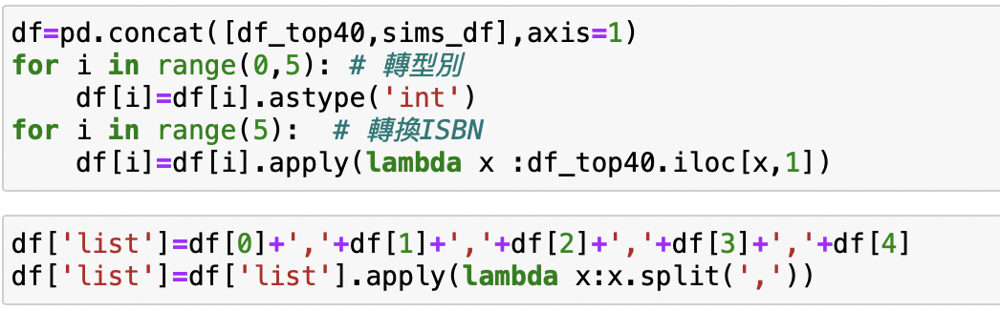 df=pd.concat([df_top40,sims_df],axis=1)
for i in range(0,5): # 轉型別
    df[i]=df[i].astype('int')
for i in range(5):  # 轉換ISBN
    df[i]=df[i].apply(lambda x :df_top40.iloc[x,1])
df['list']=df[0]+','+df[1]+','+df[2]+','+df[3]+','+df[4]
df['list']=df['list'].apply(lambda x:x.split(','))